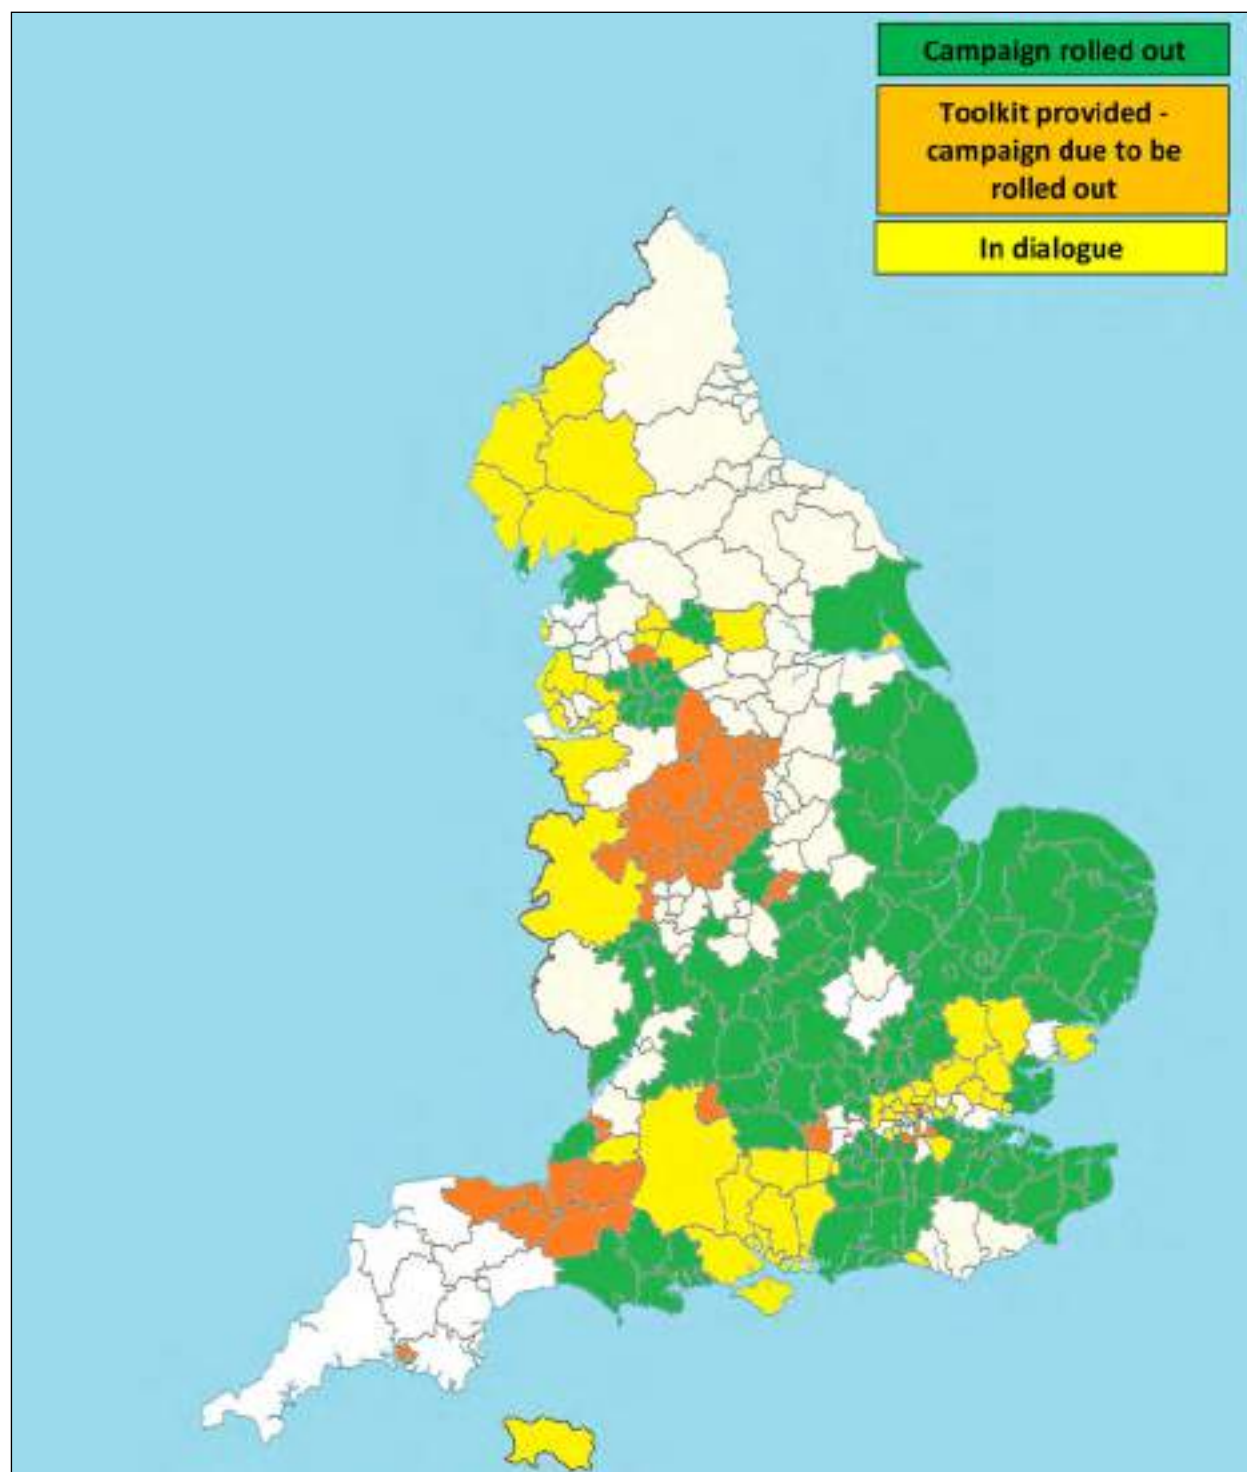 Campaign rolled out
Toolkit provided -
campaign due to be
rolled out
In dialogue